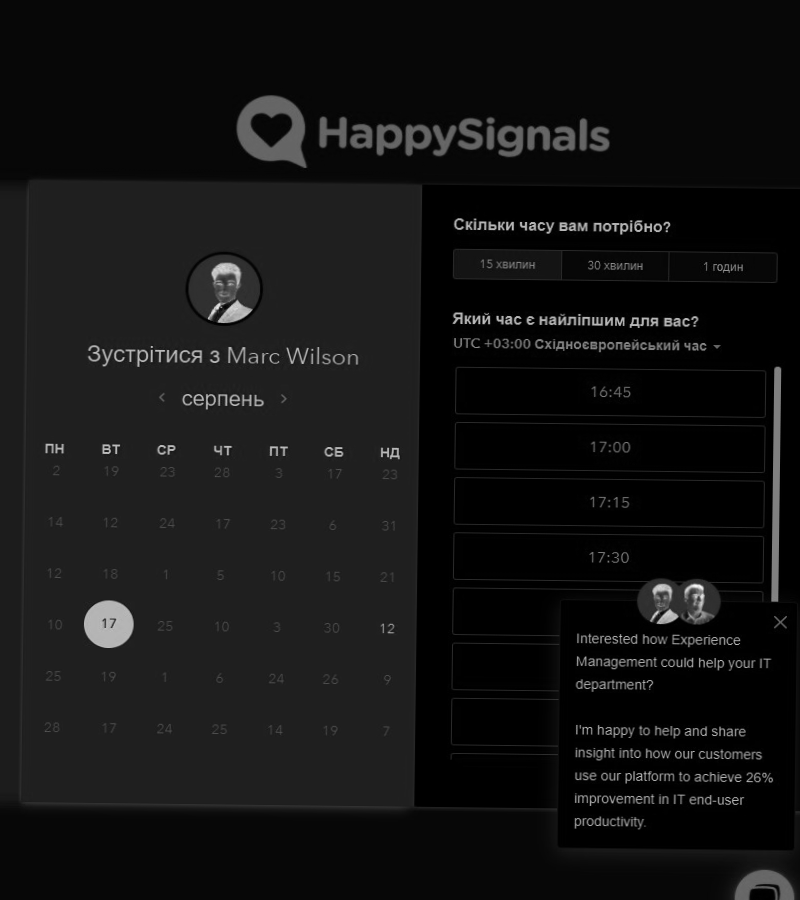 HappySignals
Зустрітися з Marc Wilson
серпень
ПН ВТ СР ЧТ ПТ СБ НД
2 19 23 28 3 17 23
14 12 24 17 23 6 31
12 18 1 5 10 15 21
10 17 25 10 3 30 12
25 19 1 6 24 26 9
28 17 24 25 14 19 7
Скільки часу вам потрібно?
15 хвилин 30 хвилин 1 годин
Який час є найліпшим для вас?
UTC +03:00 Східноєвропейський час
16:45
17:00
17:15
17:30
Interested how Experience
Management could help your IT
department?
I'm happy to help and share
insight into how our customers
use our platform to achieve 26%
improvement in IT end-user
productivity.